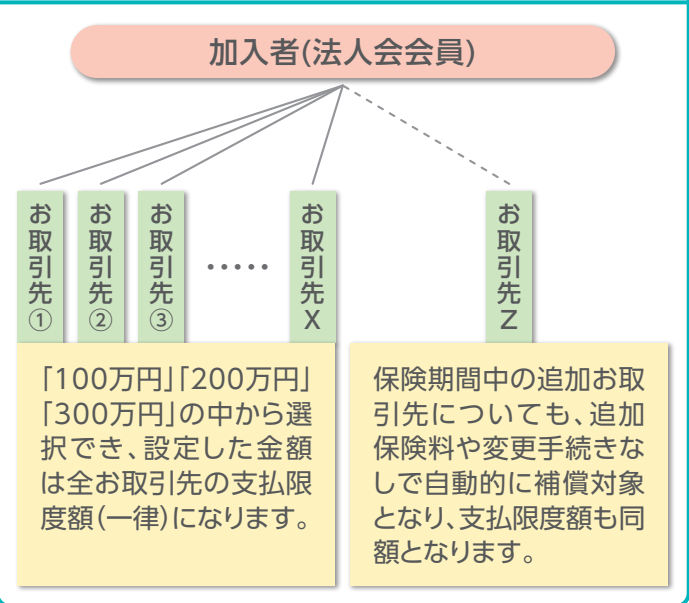 加入者(法人会会員)
お取引先①
お取引先②
お取引先③
・・・・・
お取引先X
お取引先Z
「100万円」「200万円」
「300万円」の中から選
択でき、設定した金額
は全お取引先の支払限
度額(一律)になります。
保険期間中の追加お取
引先についても、追加
保険料や変更手続きな
しで自動的に補償対象
となり、支払限度額も同
額となります。